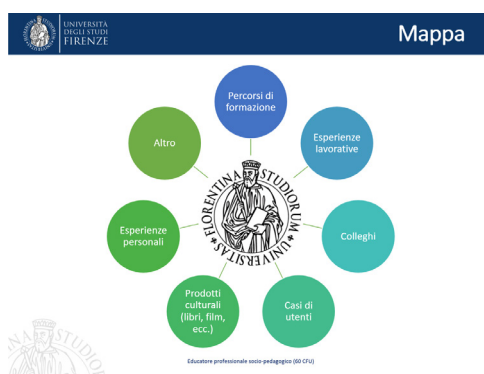 UNIVERSITÀ
DEGLI STUDI
FIRENZE
Mappa
Percorsi di
formazione
Esperienze
lavorative
Colleghi
Casi di
utenti
Prodotti
culturali
(libri, film,
ecc.)
Esperienze
personali
Altro
FLORENTINA STUDIORUM UNIVERSITAS
Educatore professionale socio-pedagogico (60 CFU)